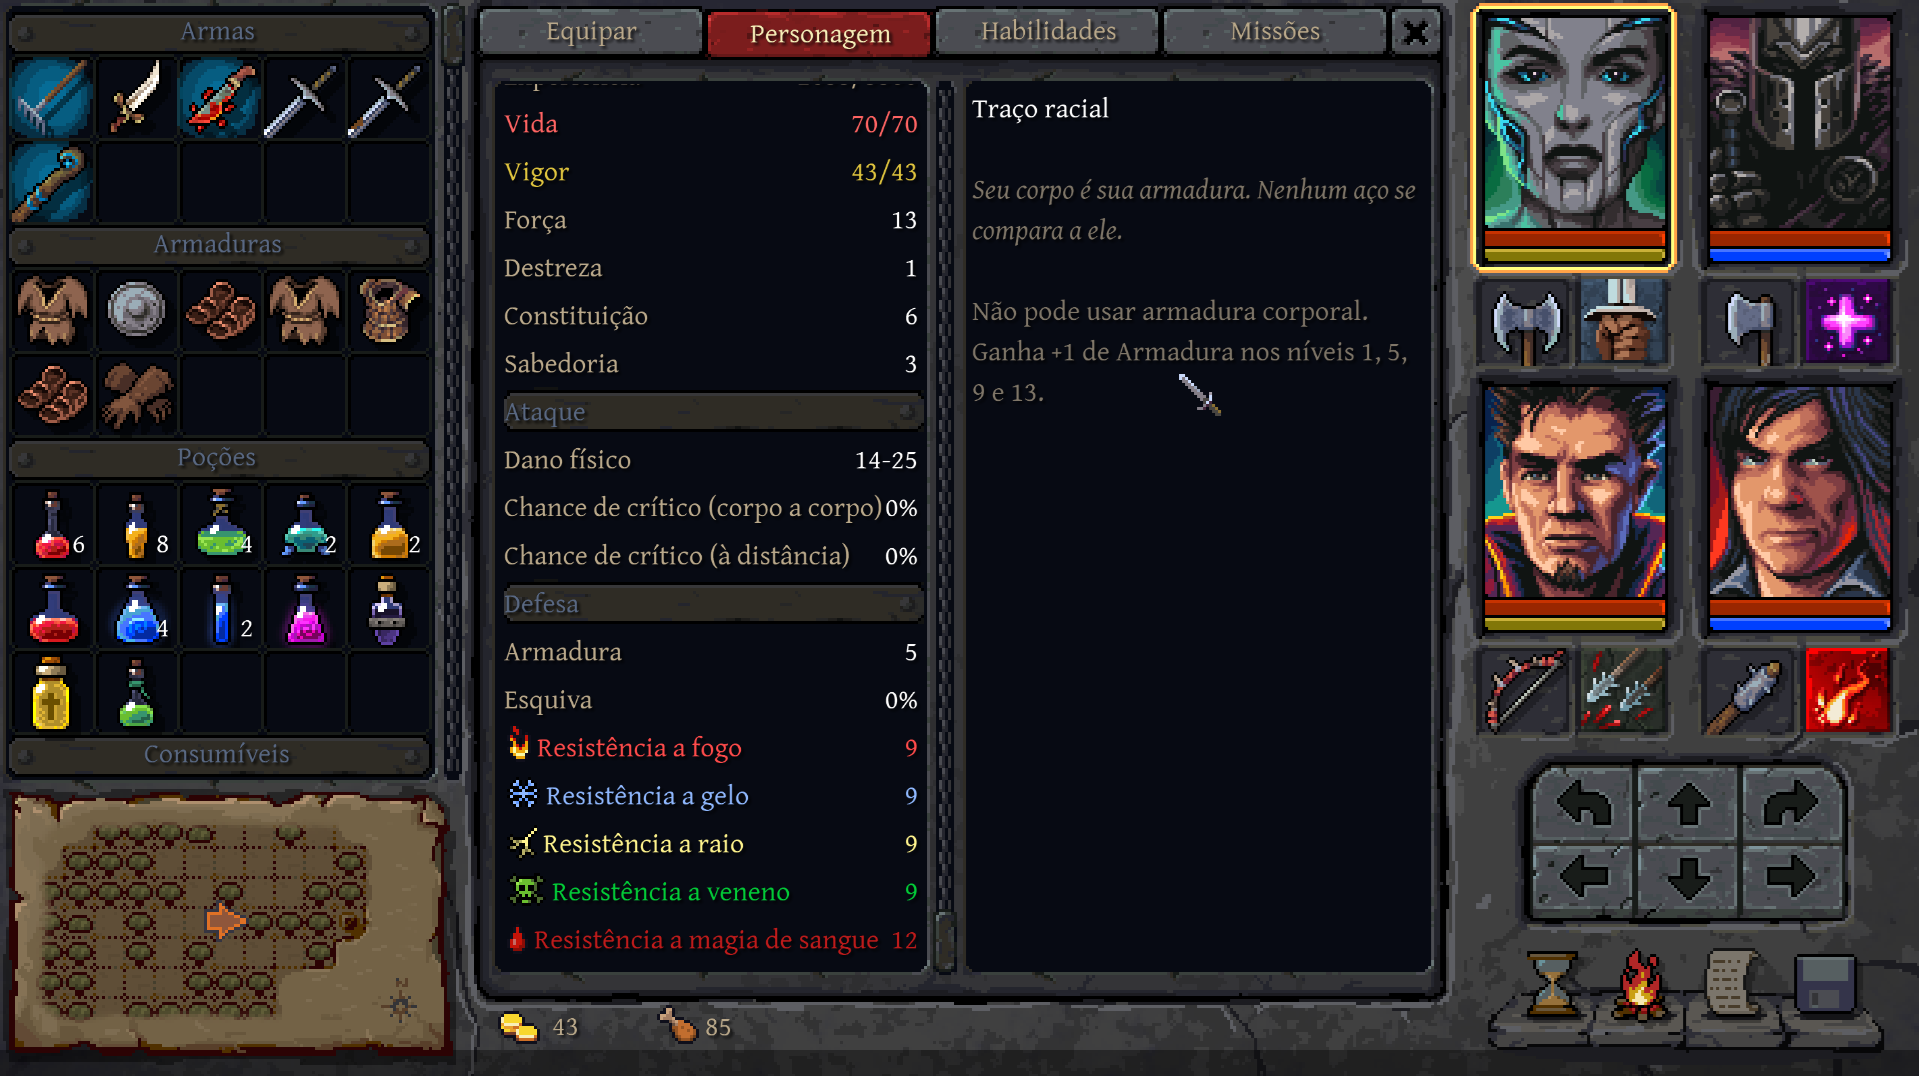 Armas
6
8
4
2
2
4
2
Armaduras
Poções
Consumíveis
N
Equipar
Personagem
Habilidades
Missões
Vida 70/70
Vigor 43/43
Força 13
Destreza 1
Constituição 6
Sabedoria 3
Ataque
Dano físico 14-25
Chance de crítico (corpo a corpo) 0%
Chance de crítico (à distância) 0%
Defesa
Armadura 5
Esquiva 0%
Resistência a fogo 9
Resistência a gelo 9
Resistência a raio 9
Resistência a veneno 9
Resistência a magia de sangue 12
Traço racial
Seu corpo é sua armadura. Nenhum aço se
compara a ele.
Não pode usar armadura corporal.
Ganha +1 de Armadura nos níveis 1, 5,
9 e 13.
43
85